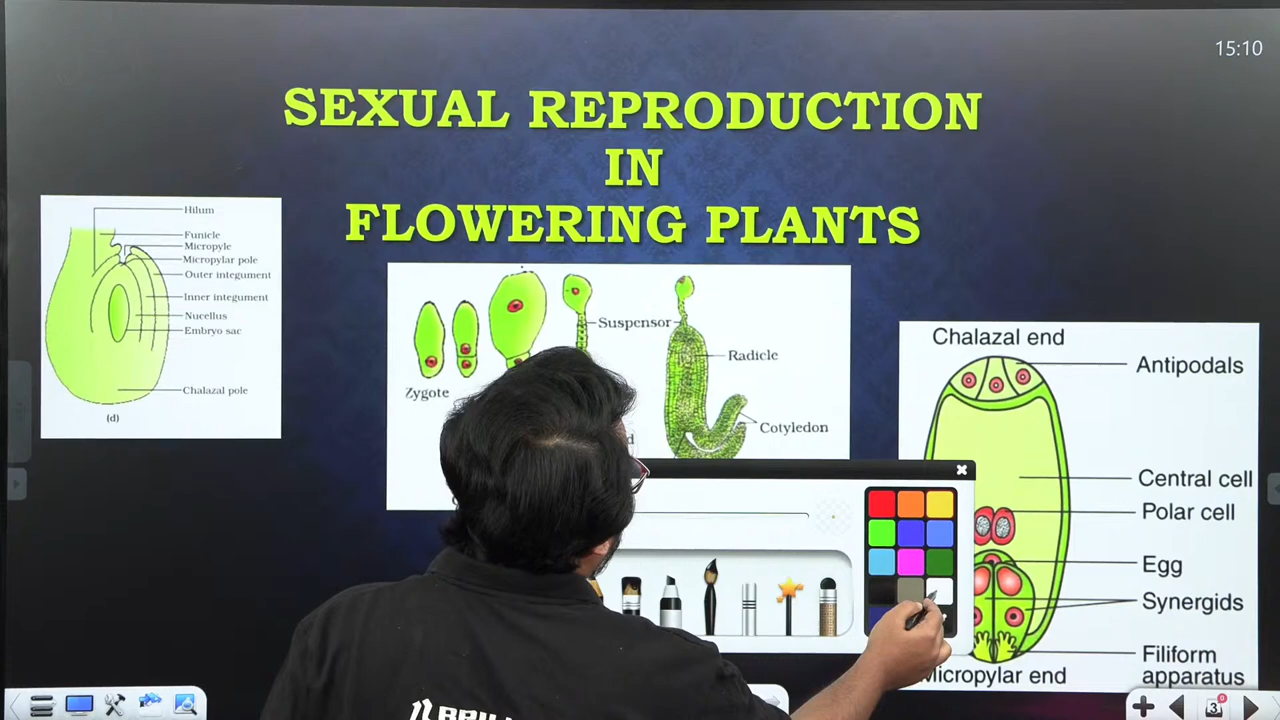 15:10
SEXUAL REPRODUCTION
IN
FLOWERING PLANTS
Hilum
Funicle
Micropyle
Micropylar pole
Outer integument
Inner integument
Nucellus
Embryo sac
Chalazal pole
(d)
Suspensor
Radicle
Zygote
Cotyledon
Chalazal end
Antipodals
Central cell
Polar cell
Egg
Synergids
Filiform
apparatus
Micropylar end
3
0